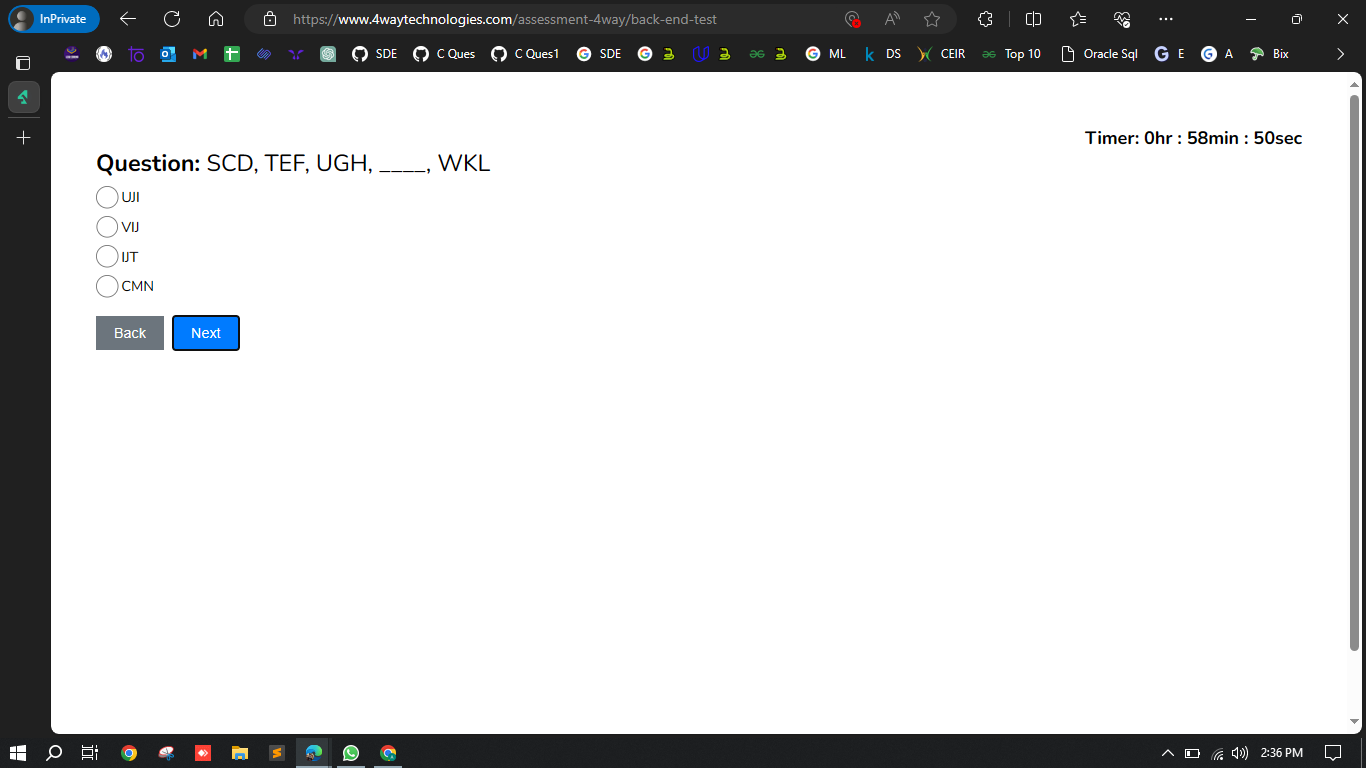 InPrivate
https://www.4waytechnologies.com/assessment-4way/back-end-test
SDE
C Ques
C Ques1
SDE
ML
DS
CEIR
Top 10
Oracle Sql
E
A
Bix
Timer: 0hr : 58min : 50sec
Question: SCD, TEF, UGH, ____, WKL
UJI
VIJ
IJT
CMN
Back
Next
2:36 PM